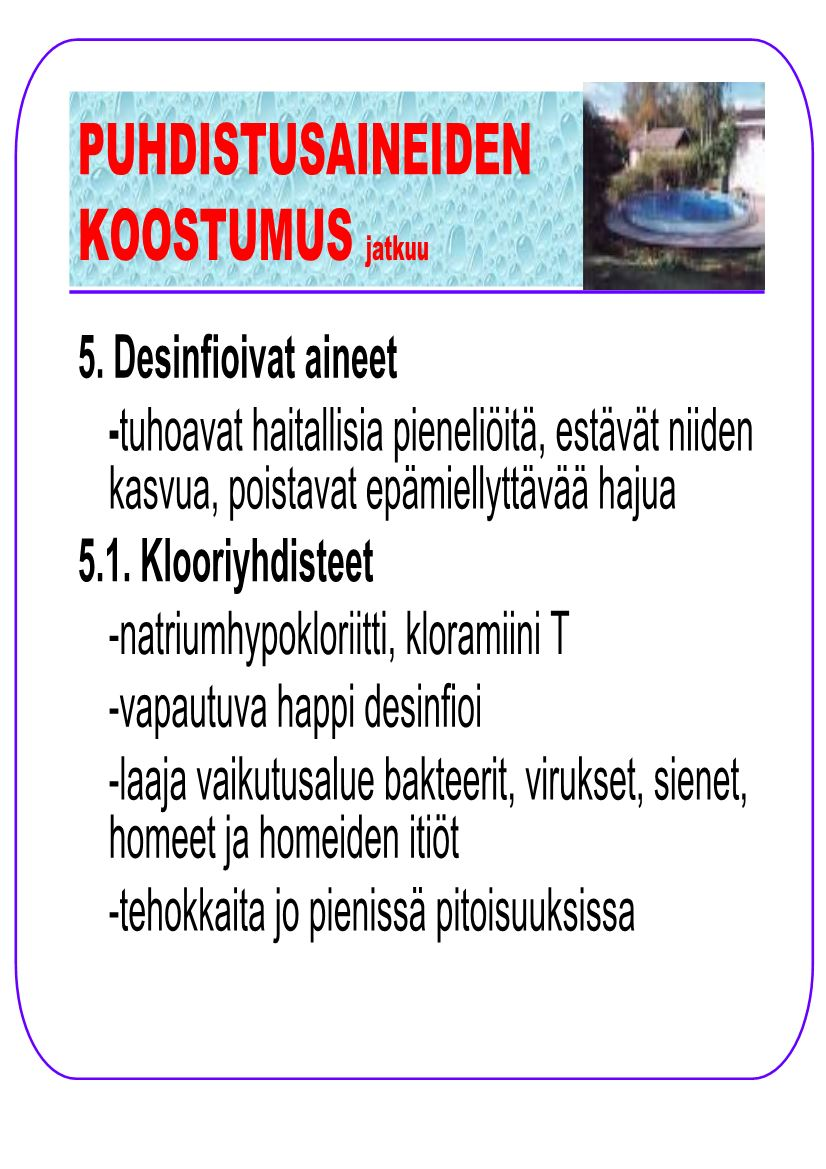 PUHDISTUSAINEIDEN
KOOSTUMUS jatkuu
5. Desinfioivat aineet
-tuhoavat haitallisia pieneliöitä, estävät niiden
kasvua, poistavat epämiellyttävää hajua
5.1. Klooriyhdisteet
-natriumhypokloriitti, kloramiini T
-vapautuva happi desinfioi
-laaja vaikutusalue bakteerit, virukset, sienet,
homeet ja homeiden itiöt
-tehokkaita jo pienissä pitoisuuksissa